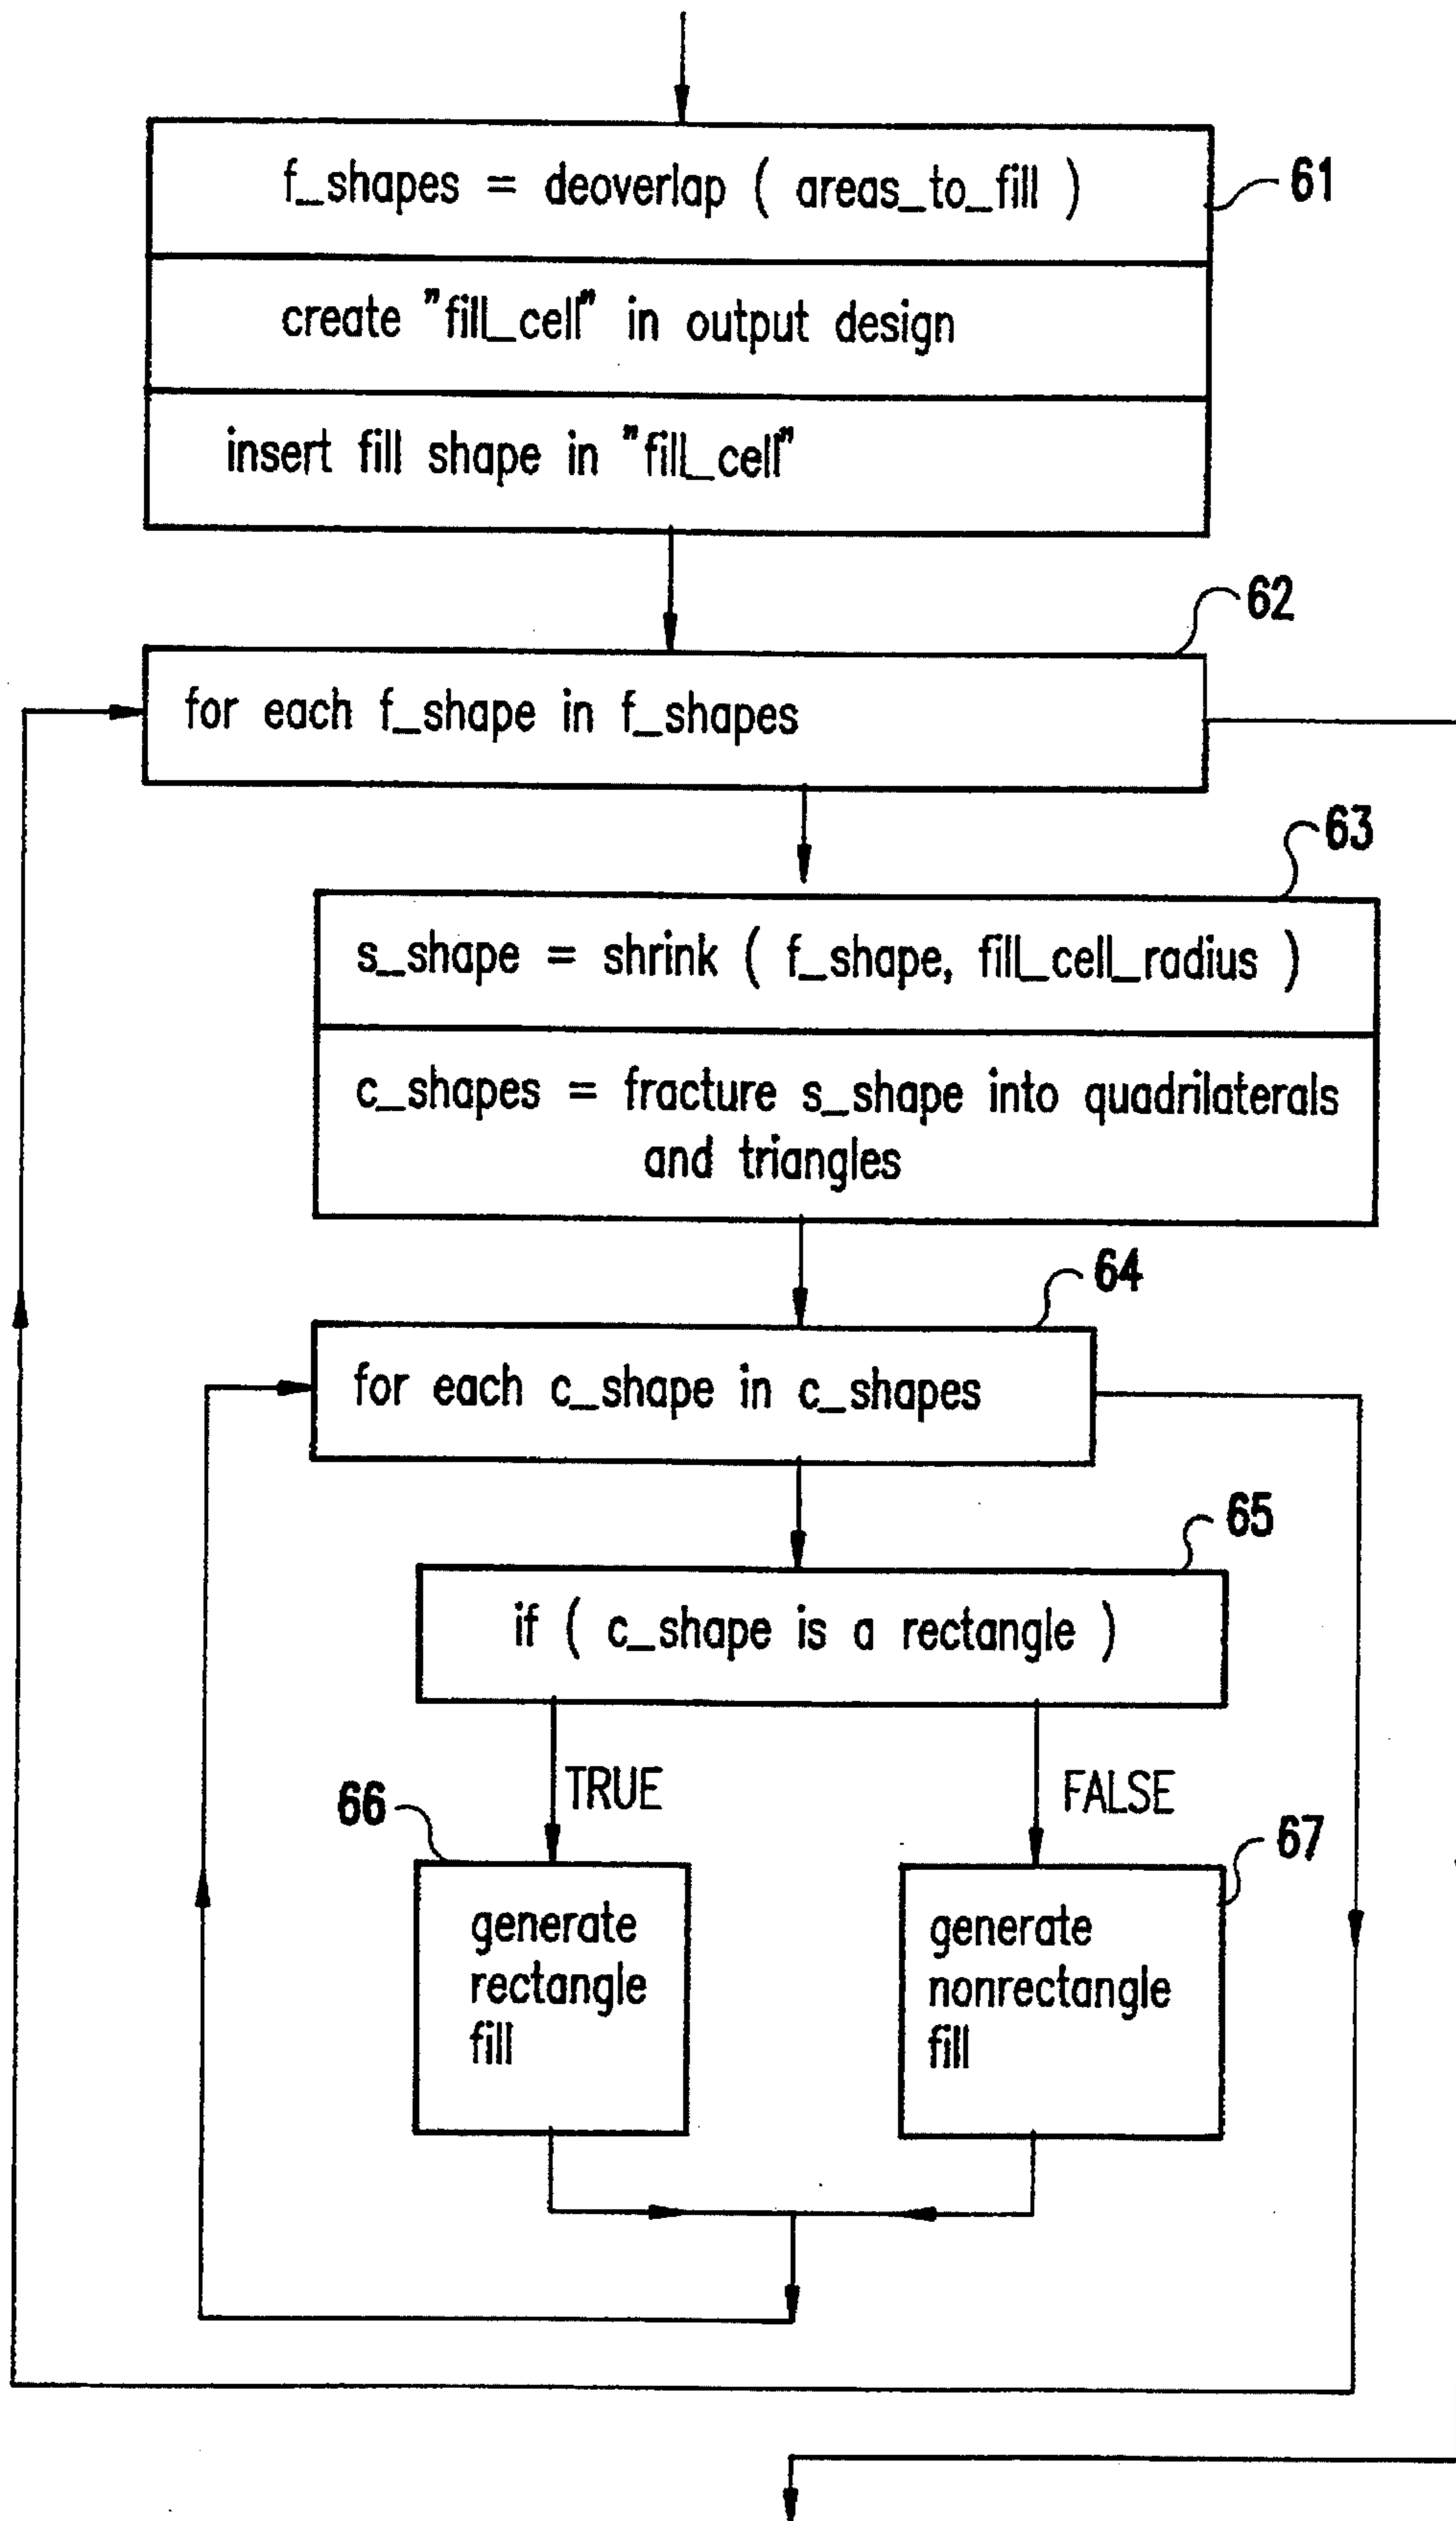 f_shapes = deoverlap ( areas_to_fill )
61
create "fill_cell" in output design
insert fill shape in "fill_cell"
62
for each f_shape in f_shapes
63
s_shape = shrink ( f_shape, fill_cell_radius )
c_shapes = fracture s_shape into quadrilaterals
and triangles
64
for each c_shape in c_shapes
65
if ( c_shape is a rectangle )
TRUE
FALSE
66
67
generate
rectangle
fill
generate
nonrectangle
fill